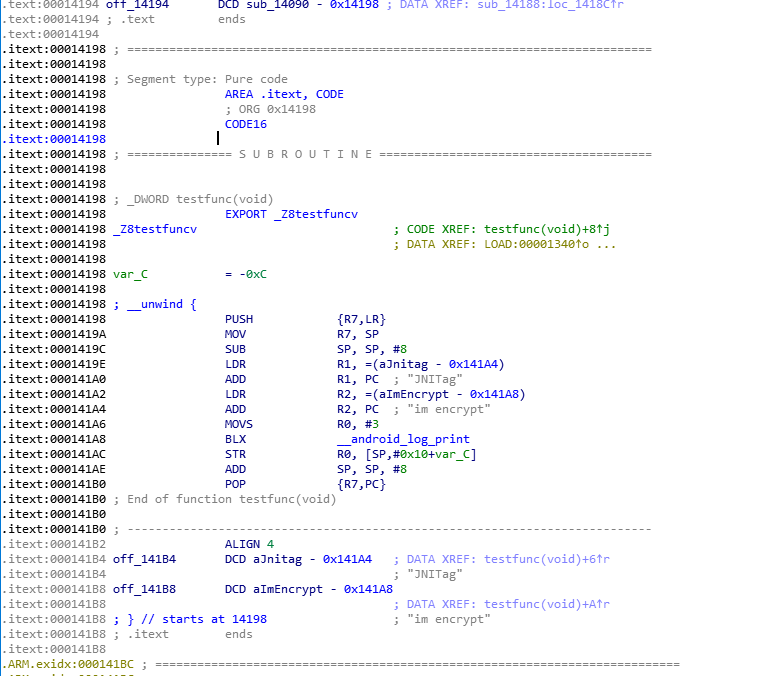 .text:00014194 off_14194 DCD sub_14090 - 0x14198 ; DATA XREF: sub_14188:loc_1418C↑r
.text:00014194 ; .text ends
.text:00014194
.itext:00014198 ; ===========================================================================
.itext:00014198
.itext:00014198 ; Segment type: Pure code
.itext:00014198 AREA .itext, CODE
.itext:00014198 ; ORG 0x14198
.itext:00014198 CODE16
.itext:00014198
.itext:00014198 ; =============== S U B R O U T I N E =======================================
.itext:00014198
.itext:00014198
.itext:00014198 ; _DWORD testfunc(void)
.itext:00014198 EXPORT _Z8testfuncv
.itext:00014198 _Z8testfuncv ; CODE XREF: testfunc(void)+8↑j
.itext:00014198 ; DATA XREF: LOAD:00001340↑o ...
.itext:00014198
.itext:00014198 var_C = -0xC
.itext:00014198
.itext:00014198 ; __unwind {
.itext:00014198 PUSH {R7,LR}
.itext:0001419A MOV R7, SP
.itext:0001419C SUB SP, SP, #8
.itext:0001419E LDR R1, =(aJnitag - 0x141A4)
.itext:000141A0 ADD R1, PC ; "JNITag"
.itext:000141A2 LDR R2, =(aImEncrypt - 0x141A8)
.itext:000141A4 ADD R2, PC ; "im encrypt"
.itext:000141A6 MOVS R0, #3
.itext:000141A8 BLX __android_log_print
.itext:000141AC STR R0, [SP,#0x10+var_C]
.itext:000141AE ADD SP, SP, #8
.itext:000141B0 POP {R7,PC}
.itext:000141B0 ; End of function testfunc(void)
.itext:000141B0
.itext:000141B0 ; ---------------------------------------------------------------------------
.itext:000141B2 ALIGN 4
.itext:000141B4 off_141B4 DCD aJnitag - 0x141A4 ; DATA XREF: testfunc(void)+6↑r
.itext:000141B4 ; "JNITag"
.itext:000141B8 off_141B8 DCD aImEncrypt - 0x141A8
.itext:000141B8 ; DATA XREF: testfunc(void)+A↑r
.itext:000141B8 ; } // starts at 14198 ; "im encrypt"
.itext:000141B8 ; .itext ends
.itext:000141B8
.ARM.exidx:000141BC ; ===========================================================================